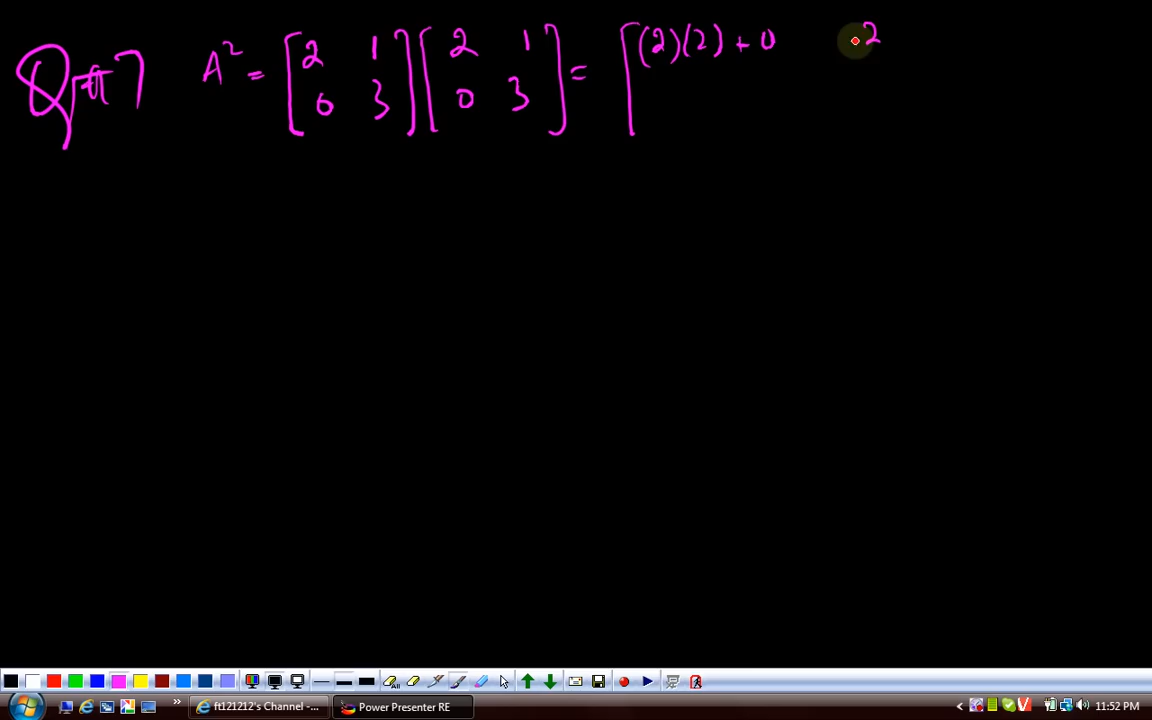 Q#7 A² = [2 1 [2 1 = [(2)(2) + 0 2
0 3] 0 3]
ft121212's Channel -... Power Presenter RE < 11:52 PM